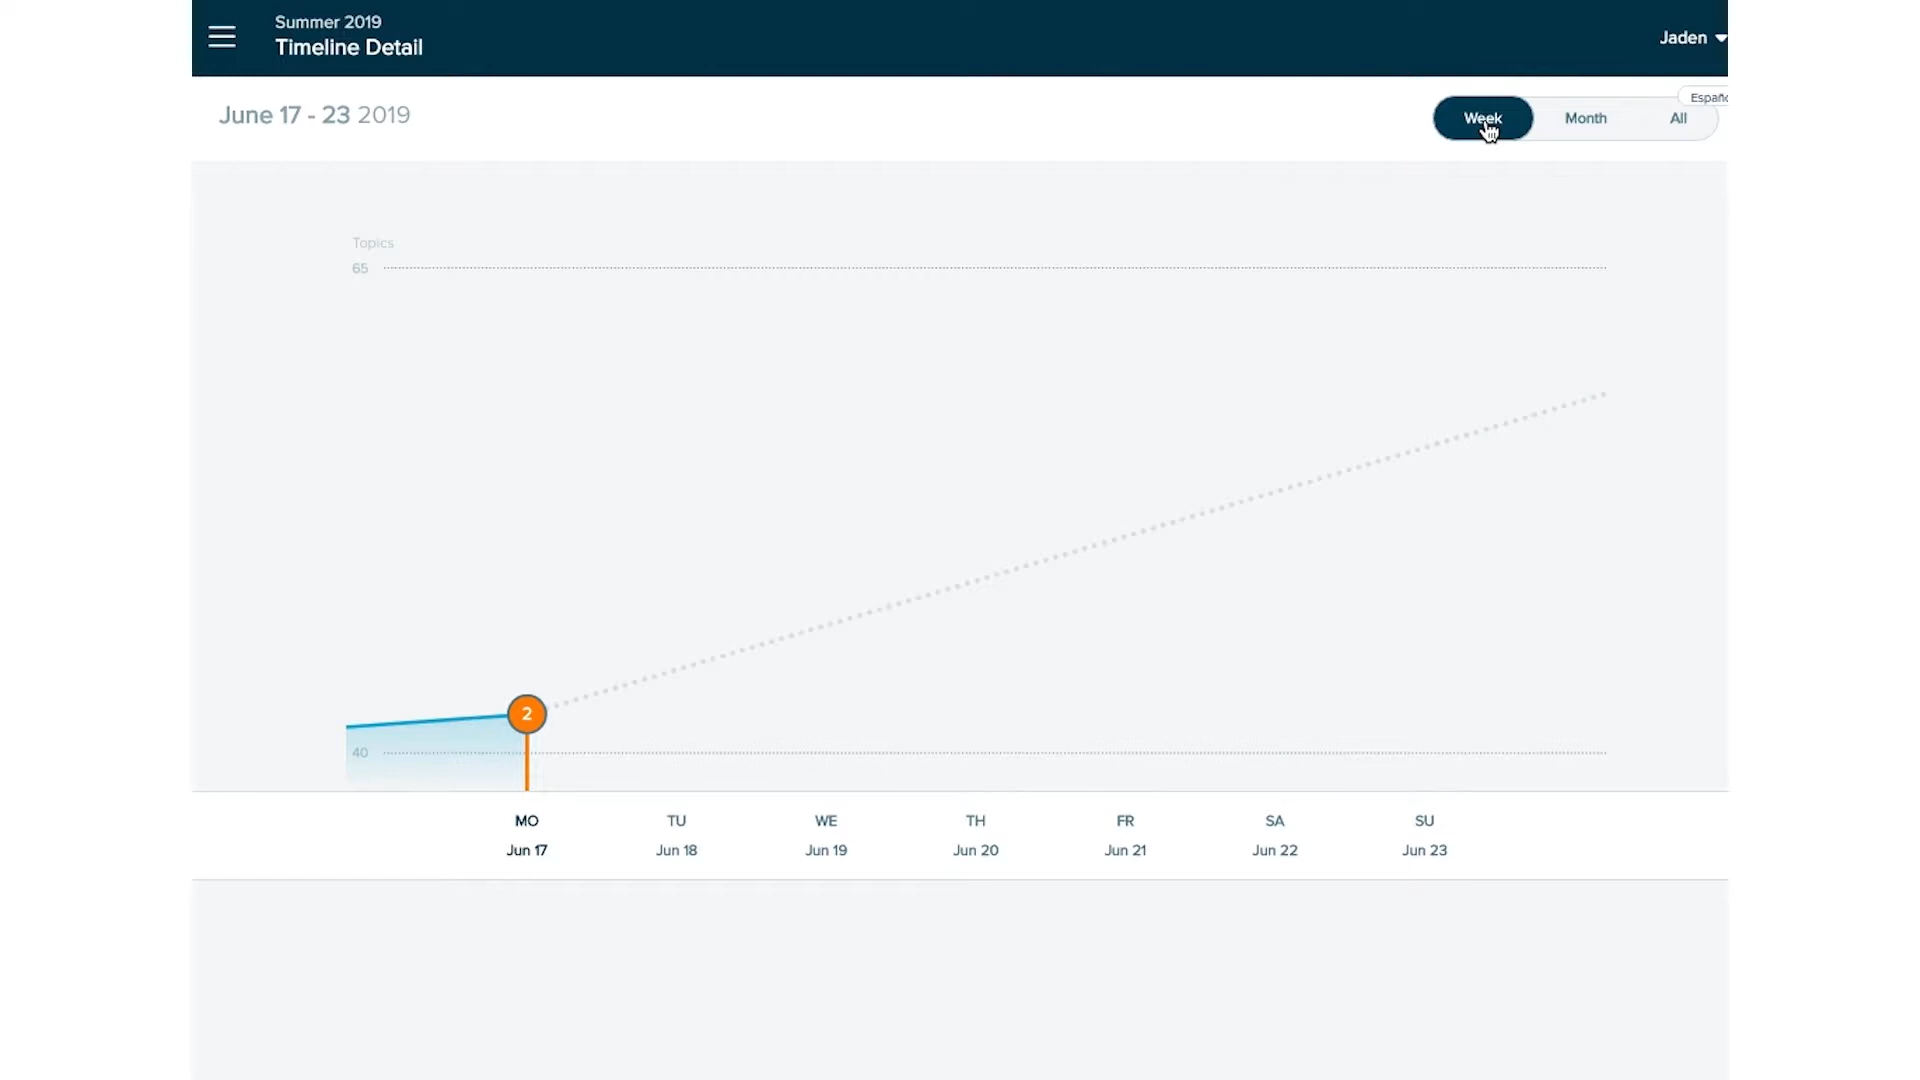 Summer 2019
Timeline Detail
Jaden
June 17 - 23 2019
Week
Month
All
Topics
65
2
40
MO
TU
WE
TH
FR
SA
SU
Jun 17
Jun 18
Jun 19
Jun 20
Jun 21
Jun 22
Jun 23